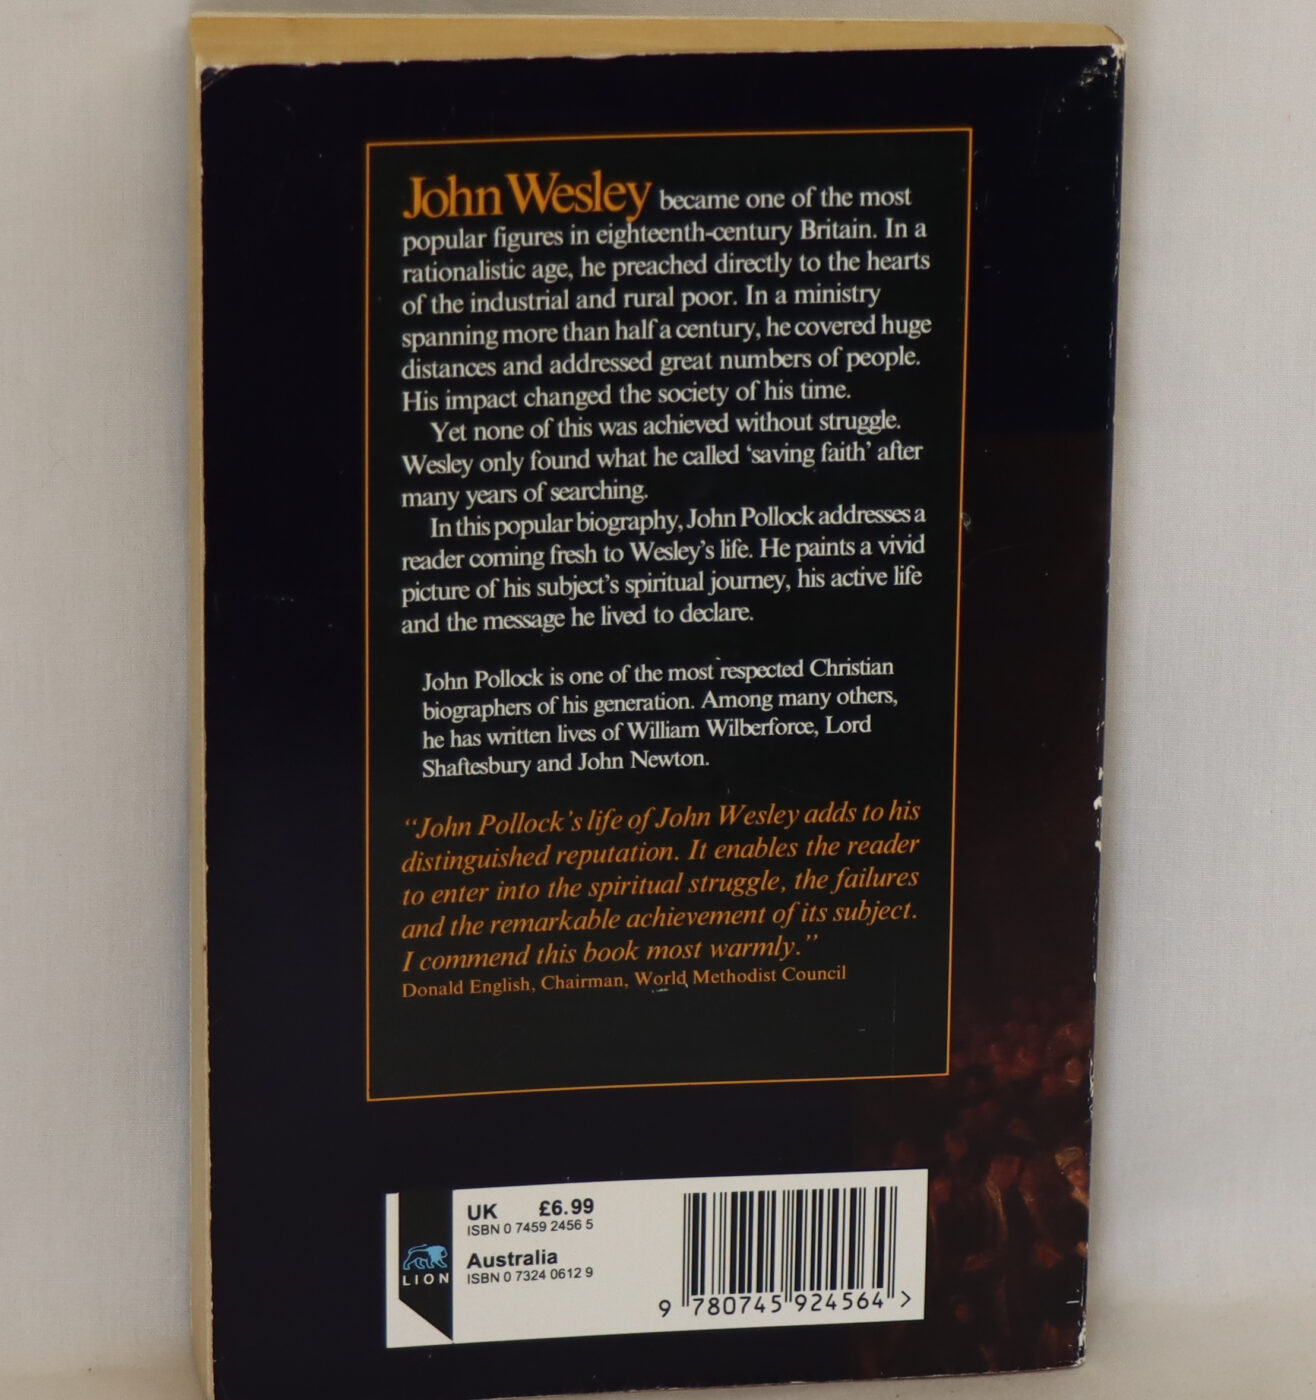 John Wesley became one of the most
popular figures in eighteenth-century Britain. In a
rationalistic age, he preached directly to the hearts
of the industrial and rural poor. In a ministry
spanning more than half a century, he covered huge
distances and addressed great numbers of people.
His impact changed the society of his time.
Yet none of this was achieved without struggle.
Wesley only found what he called ‘saving faith’ after
many years of searching.
In this popular biography, John Pollock addresses a
reader coming fresh to Wesley’s life. He paints a vivid
picture of his subject’s spiritual journey, his active life
and the message he lived to declare.
John Pollock is one of the most respected Christian
biographers of his generation. Among many others,
he has written lives of William Wilberforce, Lord
Shaftesbury and John Newton.
“John Pollock’s life of John Wesley adds to his
distinguished reputation. It enables the reader
to enter into the spiritual struggle, the failures
and the remarkable achievement of its subject.
I commend this book most warmly.”
Donald English, Chairman, World Methodist Council
UK £6.99
ISBN 0 7459 2456 5
Australia
ISBN 0 7324 0612 9
LION
9 780745 924564 >